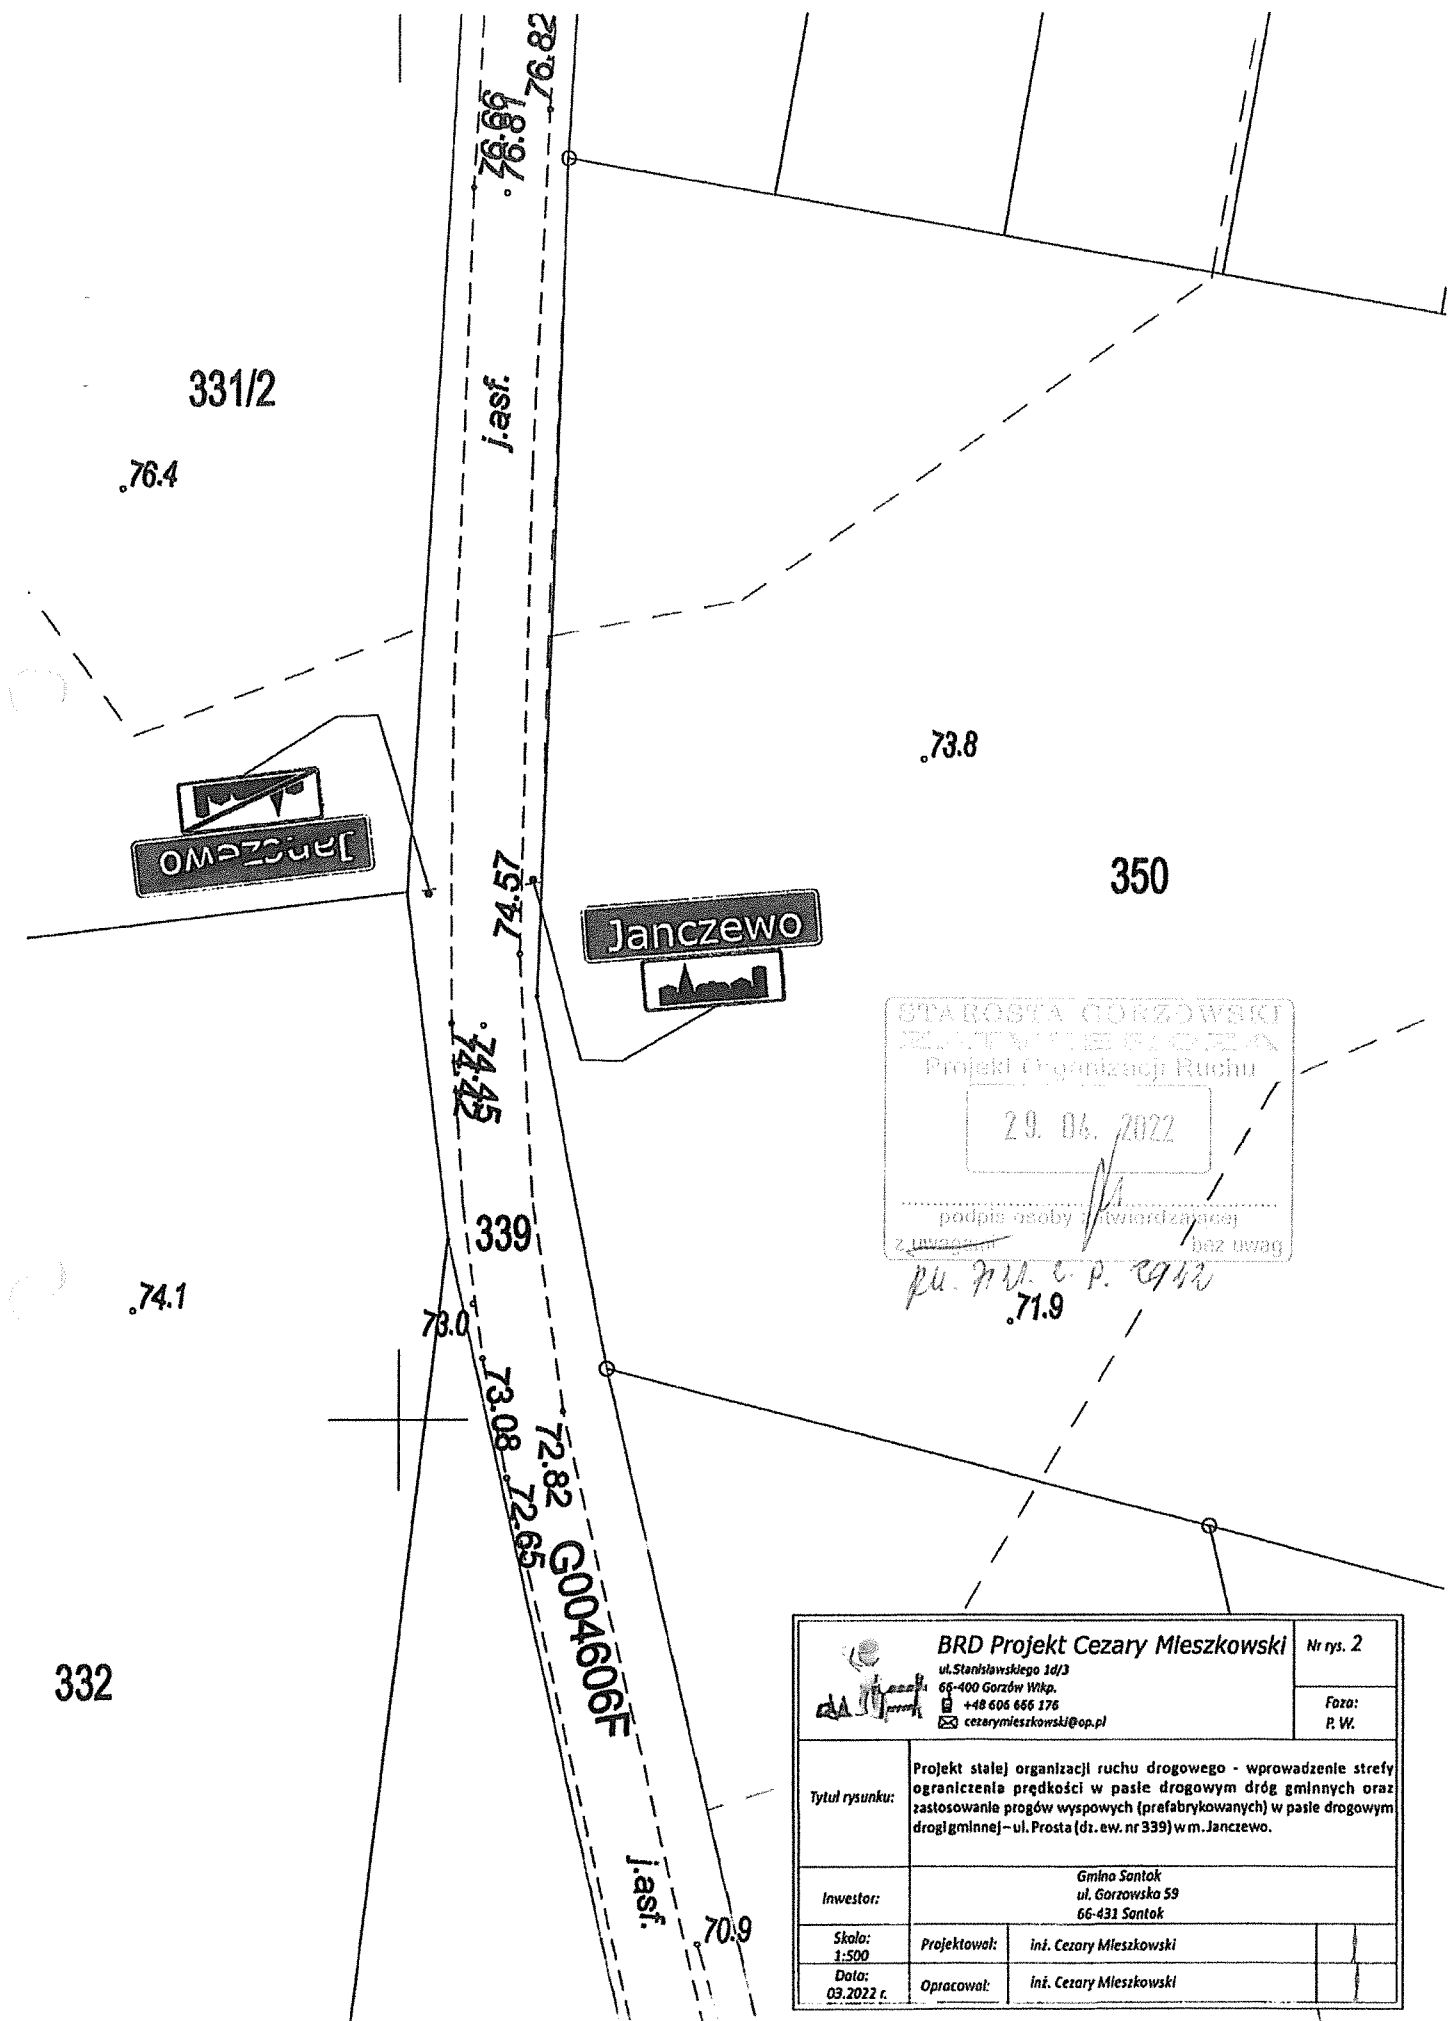 76.82
76.69
76.81
331/2
j.asf.
76.4
73.8
Janczewo
74.57
350
Janczewo
STAROSTA GORZOWSKI
ZATWIERDZA
Projekt Organizacji Ruchu
29. 04. 2022
podpis osoby zatwierdzającej
z uwagami
bez uwag
74.45
74.42
339
74.1
73.0
71.9
73.08
72.82
72.65
G004606F
332
j.asf.
70.9
BRD Projekt Cezary Mieszkowski
Nr rys. 2
ul.Stanisławskiego 1d/3
66-400 Gorzów Wlkp.
+48 606 666 176
cezarymieszkowski@op.pl
Faza:
P. W.
Tytuł rysunku:
Projekt stałej organizacji ruchu drogowego - wprowadzenie strefy
ograniczenia prędkości w pasie drogowym dróg gminnych oraz
zastosowanie progów wyspowych (prefabrykowanych) w pasie drogowym
drogi gminnej – ul. Prosta (dz. ew. nr 339) w m. Janczewo.
Inwestor:
Gmina Santok
ul. Gorzowska 59
66-431 Santok
Skala:
1:500
Projektował:
inż. Cezary Mieszkowski
Data:
03.2022 r.
Opracował:
inż. Cezary Mieszkowski